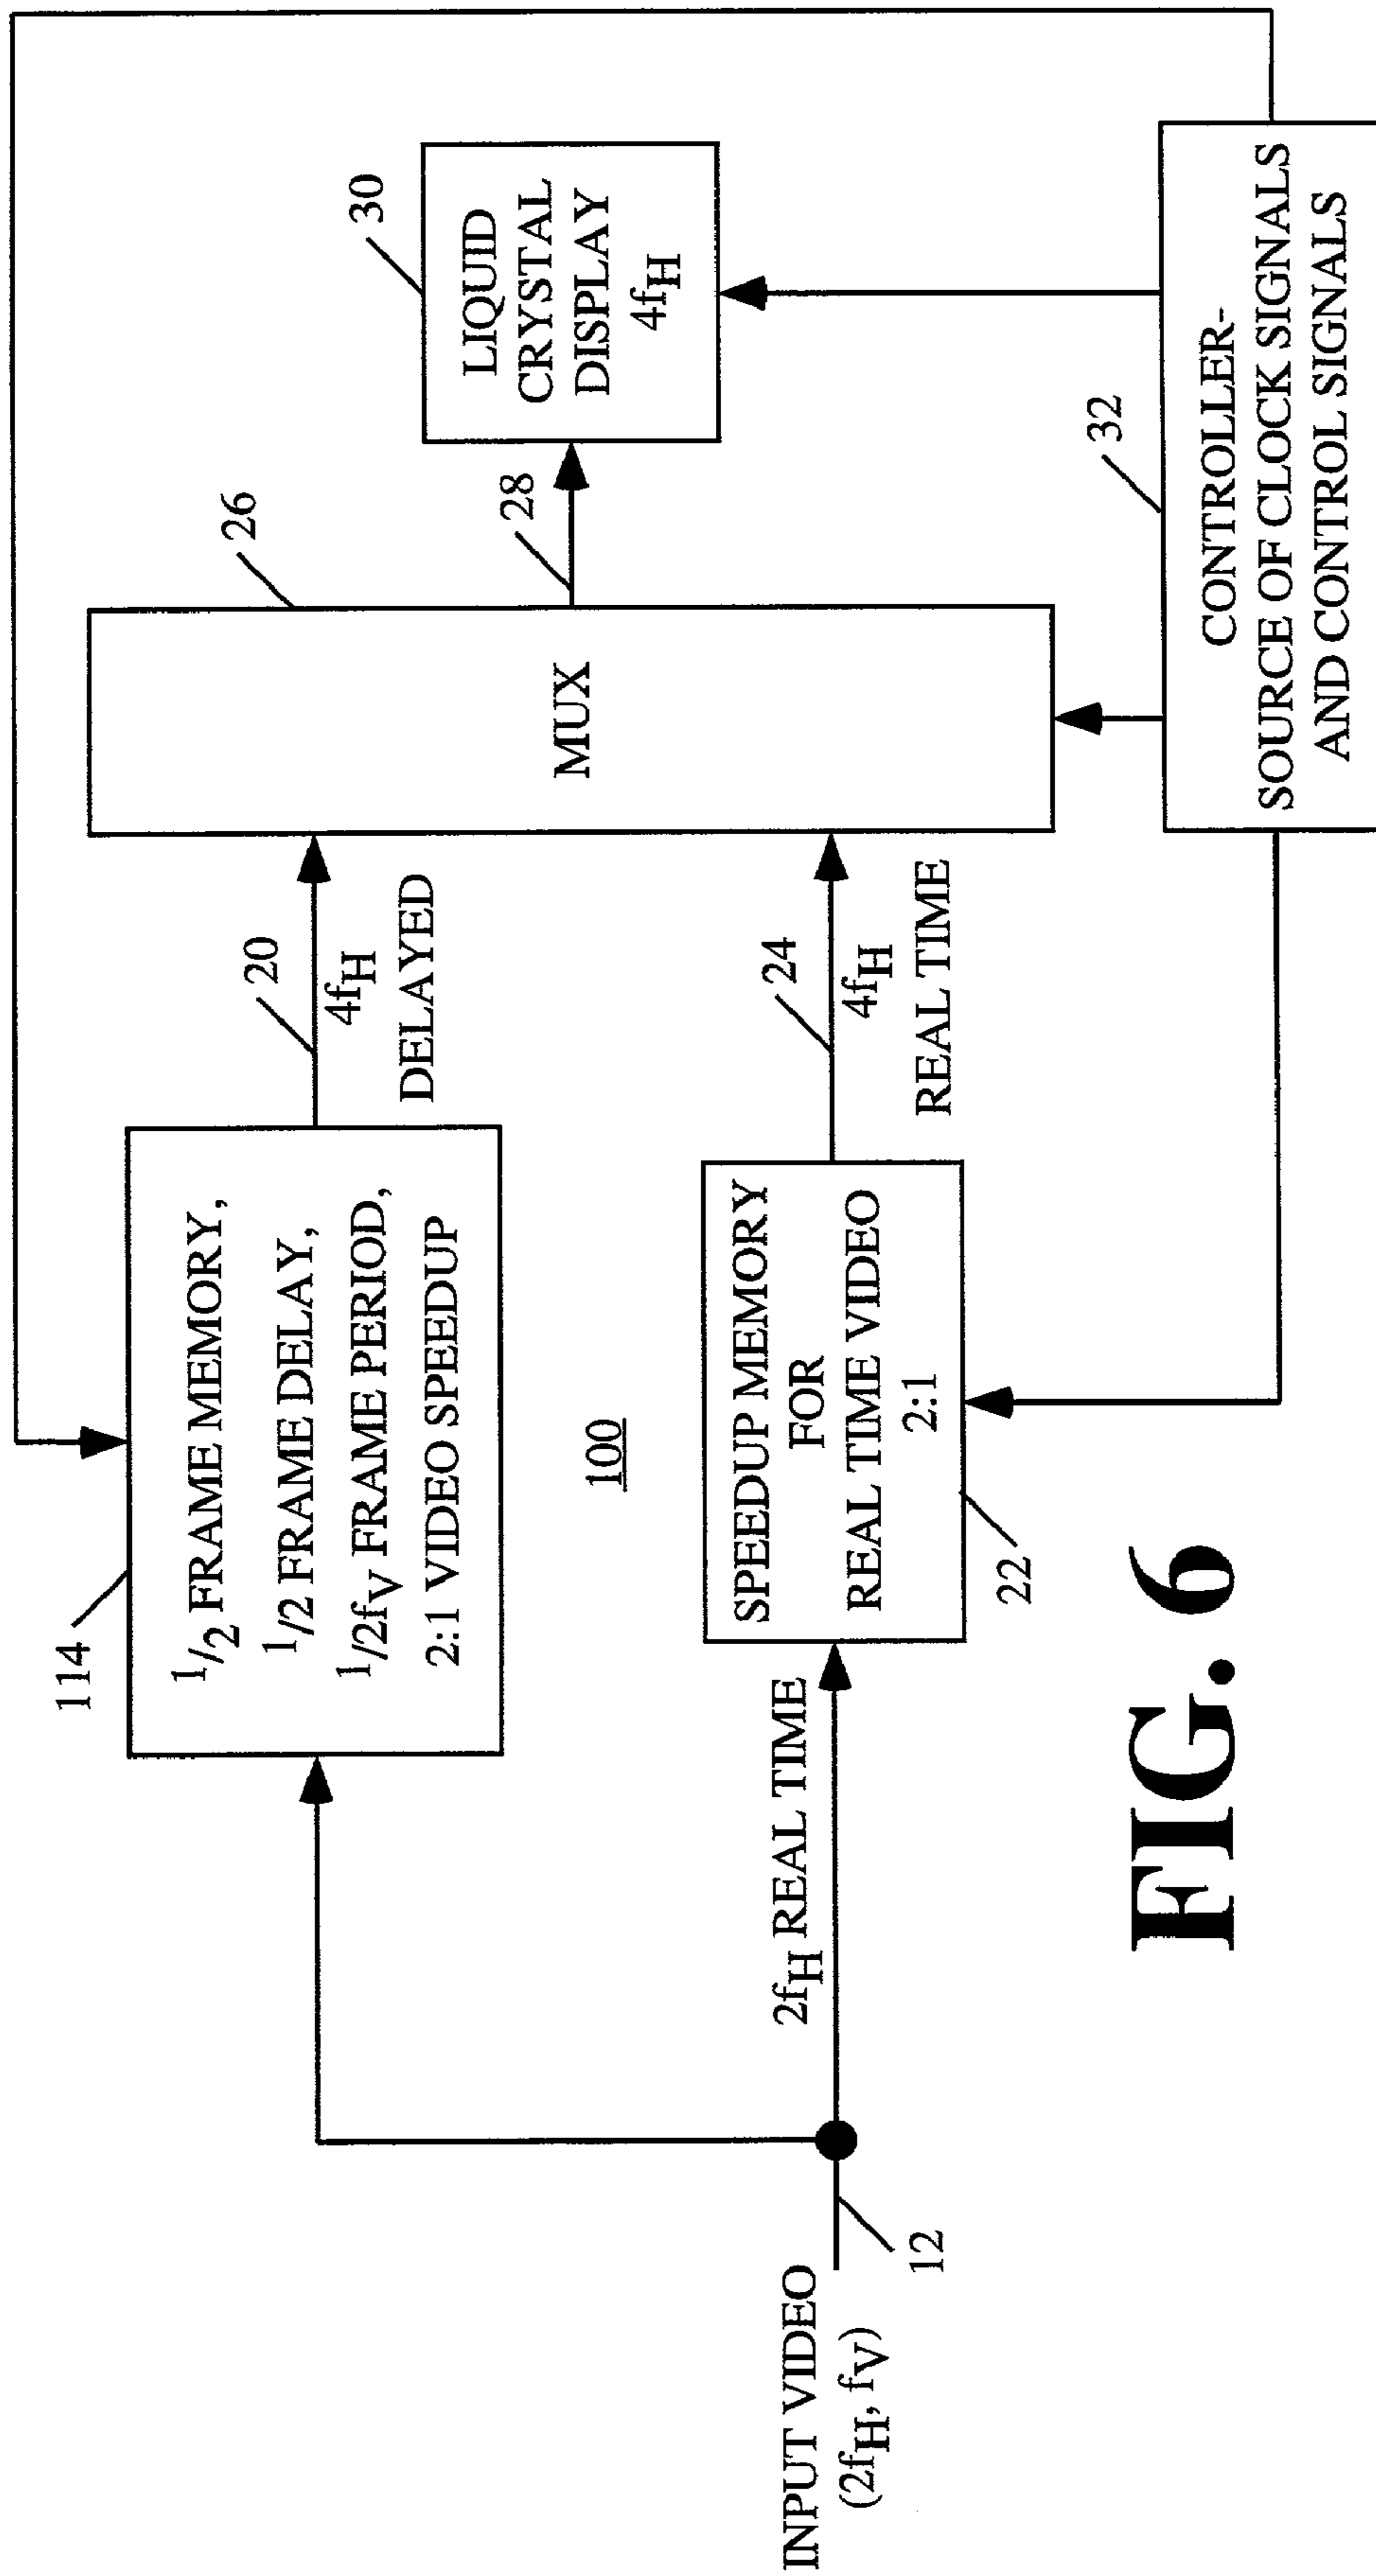 114
1/2 FRAME MEMORY,
1/2 FRAME DELAY,
1/2fV FRAME PERIOD,
2:1 VIDEO SPEEDUP
20
4fH
DELAYED
26
MUX
28
30
LIQUID
CRYSTAL
DISPLAY
4fH
100
INPUT VIDEO
(2fH, fV)
12
2fH REAL TIME
SPEEDUP MEMORY
FOR
REAL TIME VIDEO
2:1
22
24
4fH
REAL TIME
32
CONTROLLER-
SOURCE OF CLOCK SIGNALS
AND CONTROL SIGNALS
FIG. 6